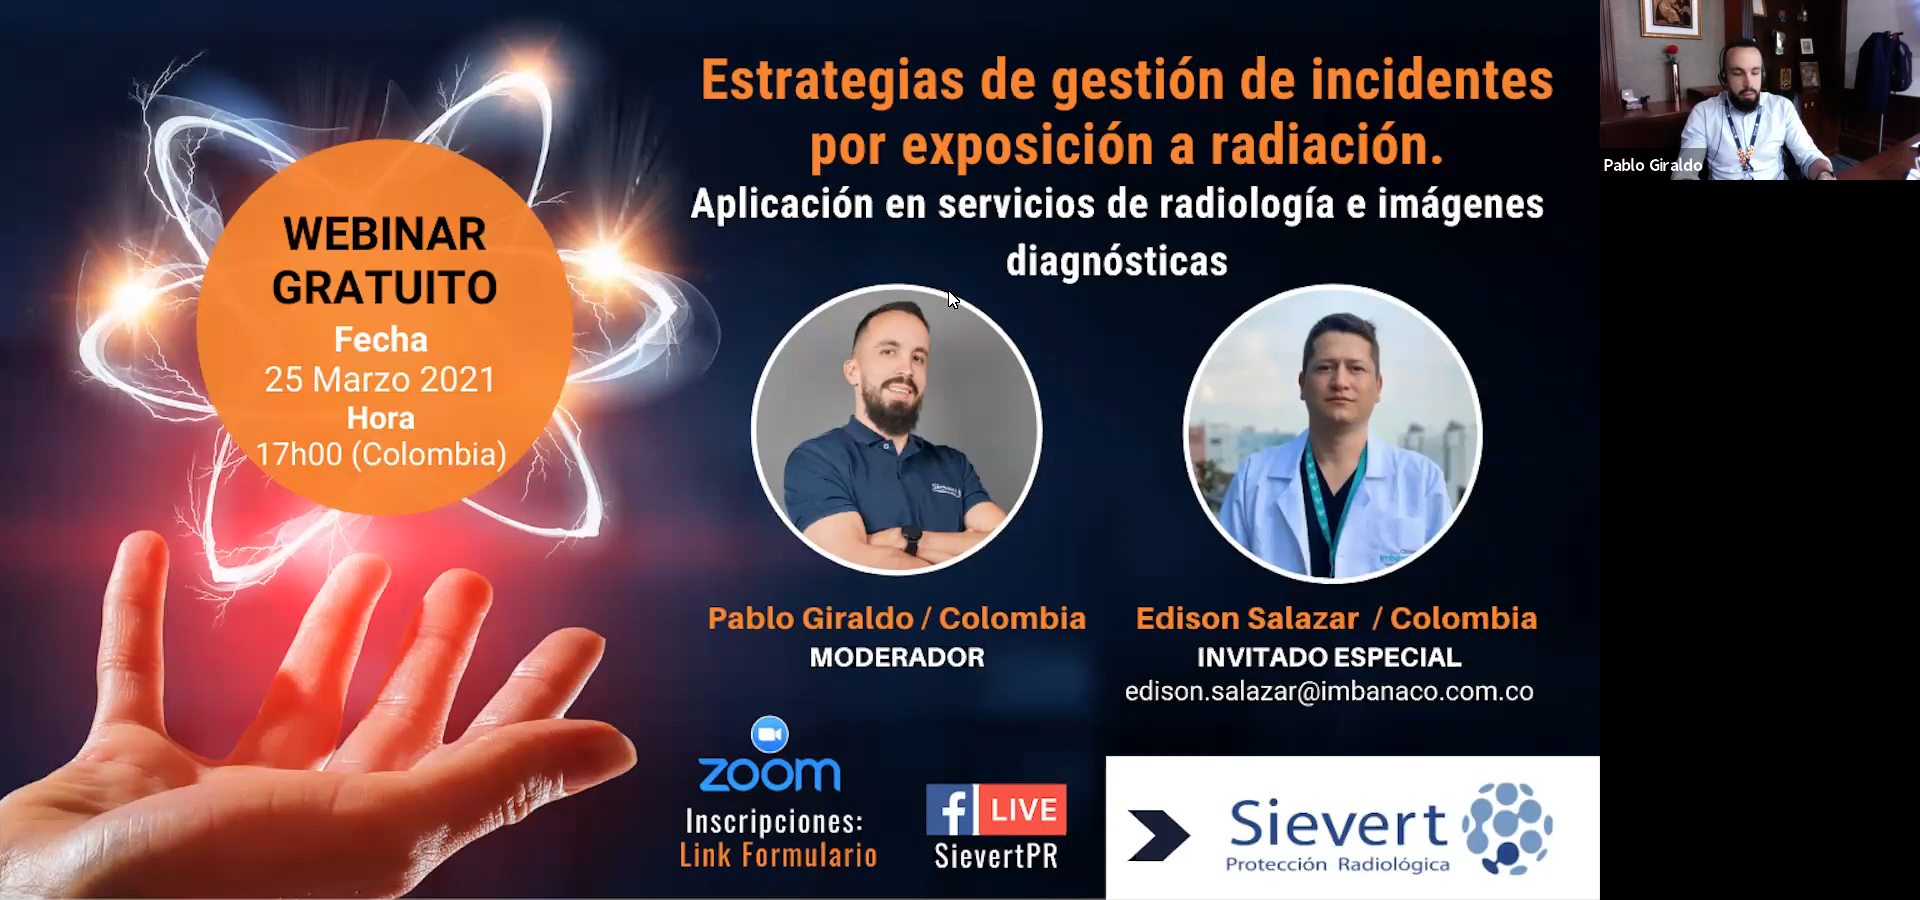 WEBINAR
GRATUITO
Fecha
25 Marzo 2021
Hora
17h00 (Colombia)
Estrategias de gestión de incidentes
por exposición a radiación.
Aplicación en servicios de radiología e imágenes
diagnósticas
Pablo Giraldo / Colombia
MODERADOR
Edison Salazar / Colombia
INVITADO ESPECIAL
edison.salazar@imbanaco.com.co
zoom
Inscripciones:
Link Formulario
f LIVE
SievertPR
Sievert
Protección Radiológica
Pablo Giraldo